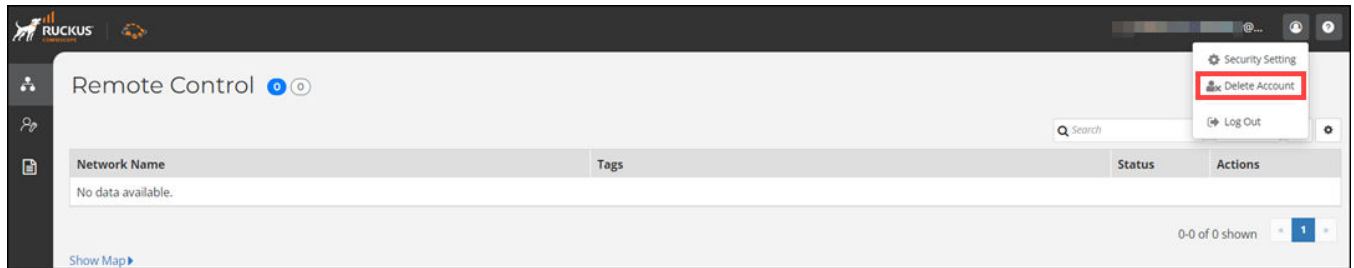 RUCKUS
COMMSCOPE
@...
Security Setting
Delete Account
Log Out
Remote Control 0 0
Search
Network Name Tags Status Actions
No data available.
0-0 of 0 shown « 1 »
Show Map